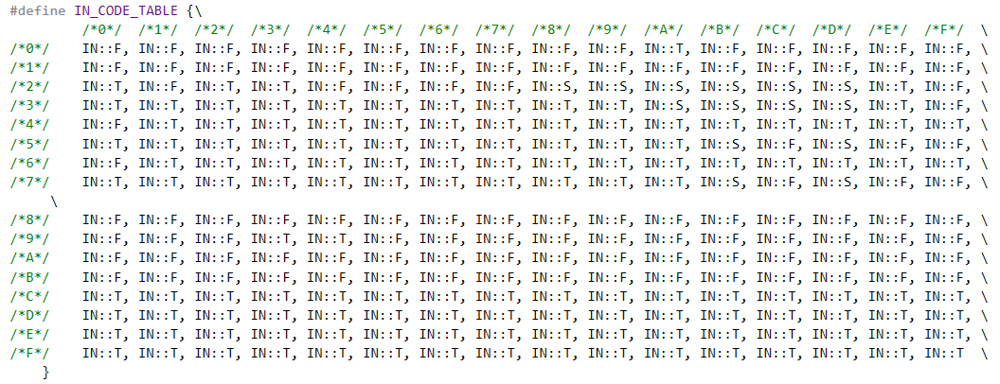 #define IN_CODE_TABLE {\
/*0*/ /*1*/ /*2*/ /*3*/ /*4*/ /*5*/ /*6*/ /*7*/ /*8*/ /*9*/ /*A*/ /*B*/ /*C*/ /*D*/ /*E*/ /*F*/ \
/*0*/ IN::F, IN::F, IN::F, IN::F, IN::F, IN::F, IN::F, IN::F, IN::F, IN::F, IN::T, IN::F, IN::F, IN::F, IN::F, IN::F, \
/*1*/ IN::F, IN::F, IN::F, IN::F, IN::F, IN::F, IN::F, IN::F, IN::F, IN::F, IN::F, IN::F, IN::F, IN::F, IN::F, IN::F, \
/*2*/ IN::T, IN::F, IN::T, IN::T, IN::F, IN::F, IN::F, IN::F, IN::S, IN::S, IN::S, IN::S, IN::S, IN::S, IN::T, IN::F, \
/*3*/ IN::T, IN::T, IN::T, IN::T, IN::T, IN::T, IN::T, IN::T, IN::T, IN::T, IN::S, IN::S, IN::S, IN::S, IN::T, IN::F, \
/*4*/ IN::F, IN::T, IN::T, IN::T, IN::T, IN::T, IN::T, IN::T, IN::T, IN::T, IN::T, IN::T, IN::T, IN::T, IN::T, IN::T, \
/*5*/ IN::T, IN::T, IN::T, IN::T, IN::T, IN::T, IN::T, IN::T, IN::T, IN::T, IN::T, IN::S, IN::F, IN::S, IN::F, IN::F, \
/*6*/ IN::F, IN::T, IN::T, IN::T, IN::T, IN::T, IN::T, IN::T, IN::T, IN::T, IN::T, IN::T, IN::T, IN::T, IN::T, IN::T, \
/*7*/ IN::T, IN::T, IN::T, IN::T, IN::T, IN::T, IN::T, IN::T, IN::T, IN::T, IN::T, IN::S, IN::F, IN::S, IN::F, IN::F, \
\
/*8*/ IN::F, IN::F, IN::F, IN::F, IN::F, IN::F, IN::F, IN::F, IN::F, IN::F, IN::F, IN::F, IN::F, IN::F, IN::F, IN::F, \
/*9*/ IN::F, IN::F, IN::F, IN::T, IN::T, IN::F, IN::F, IN::F, IN::F, IN::F, IN::F, IN::F, IN::F, IN::F, IN::F, IN::F, \
/*A*/ IN::F, IN::F, IN::F, IN::F, IN::F, IN::F, IN::F, IN::F, IN::F, IN::F, IN::F, IN::F, IN::F, IN::F, IN::F, IN::F, \
/*B*/ IN::F, IN::F, IN::F, IN::F, IN::F, IN::F, IN::F, IN::F, IN::F, IN::F, IN::F, IN::F, IN::F, IN::F, IN::F, IN::F, \
/*C*/ IN::T, IN::T, IN::T, IN::T, IN::T, IN::T, IN::T, IN::T, IN::T, IN::T, IN::T, IN::T, IN::T, IN::T, IN::T, IN::T, \
/*D*/ IN::T, IN::T, IN::T, IN::T, IN::T, IN::T, IN::T, IN::T, IN::T, IN::T, IN::T, IN::T, IN::T, IN::T, IN::T, IN::T, \
/*E*/ IN::T, IN::T, IN::T, IN::T, IN::T, IN::T, IN::T, IN::T, IN::T, IN::T, IN::T, IN::T, IN::T, IN::T, IN::T, IN::T, \
/*F*/ IN::T, IN::T, IN::T, IN::T, IN::T, IN::T, IN::T, IN::T, IN::T, IN::T, IN::T, IN::T, IN::T, IN::T, IN::T, IN::T \
}